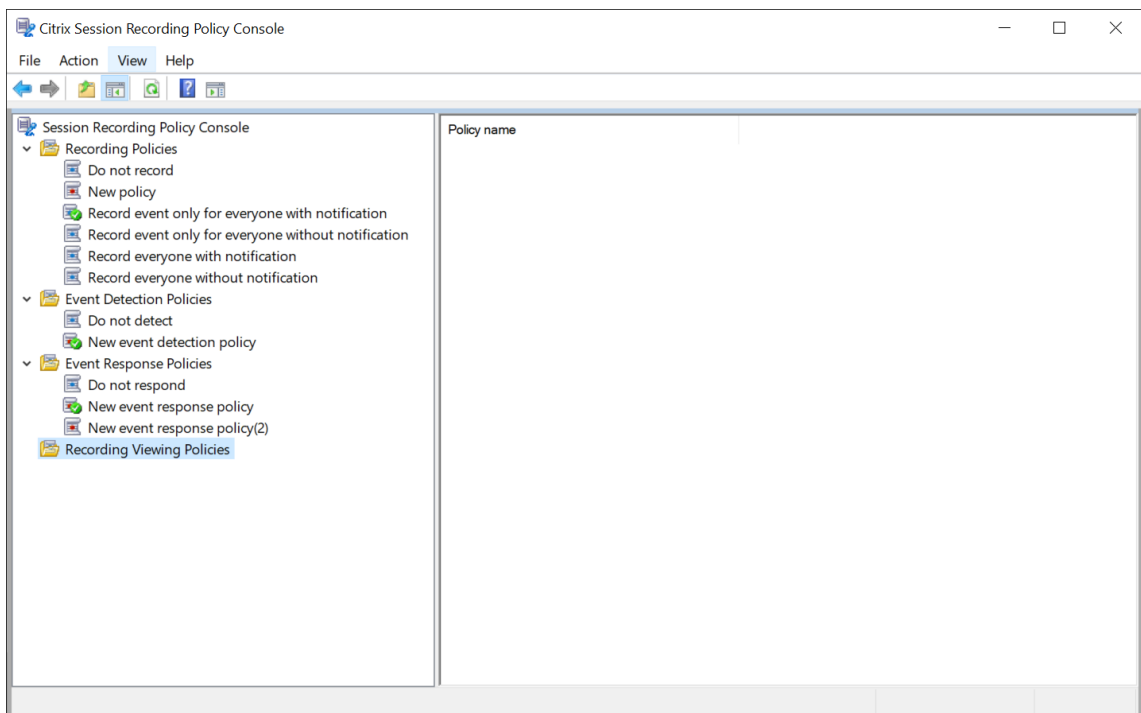 Citrix Session Recording Policy Console
File Action View Help
Session Recording Policy Console
Policy name
Recording Policies
Do not record
New policy
Record event only for everyone with notification
Record event only for everyone without notification
Record everyone with notification
Record everyone without notification
Event Detection Policies
Do not detect
New event detection policy
Event Response Policies
Do not respond
New event response policy
New event response policy(2)
Recording Viewing Policies